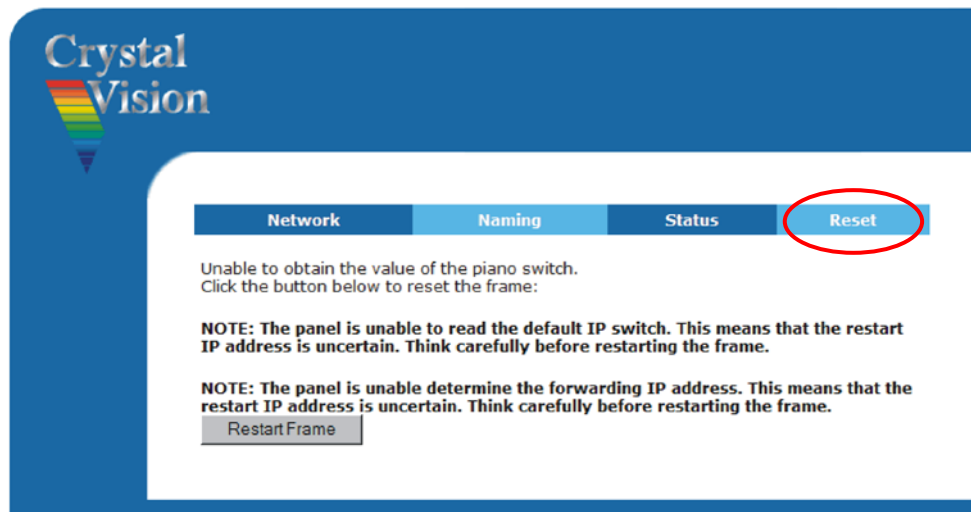 Crystal
Vision
Network Naming Status Reset
Unable to obtain the value of the piano switch.
Click the button below to reset the frame:
NOTE: The panel is unable to read the default IP switch. This means that the restart
IP address is uncertain. Think carefully before restarting the frame.
NOTE: The panel is unable determine the forwarding IP address. This means that the
restart IP address is uncertain. Think carefully before restarting the frame.
Restart Frame